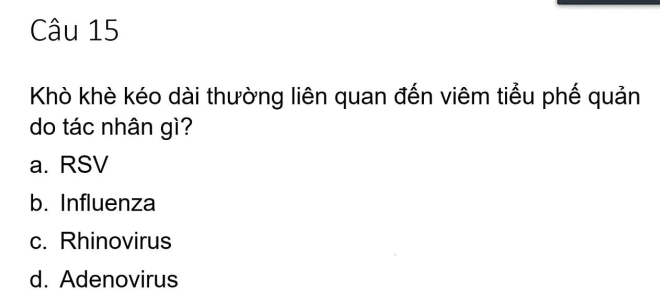 Câu 15
Khò khè kéo dài thường liên quan đến viêm tiểu phế quản
do tác nhân gì?
a. RSV
b. Influenza
c. Rhinovirus
d. Adenovirus